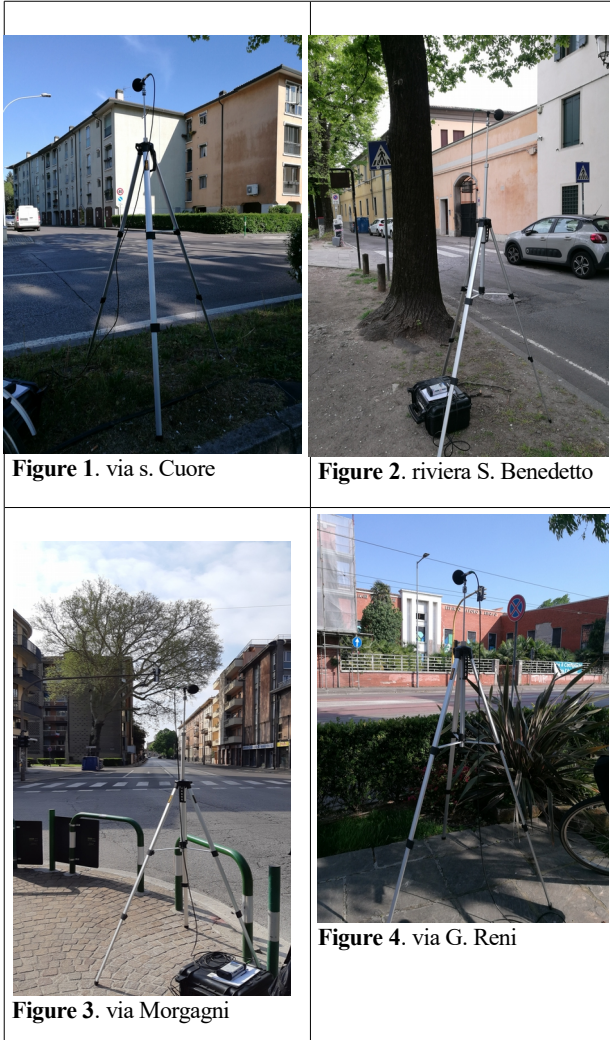 Figure 1. via s. Cuore
Figure 2. riviera S. Benedetto
Figure 3. via Morgagni
Figure 4. via G. Reni